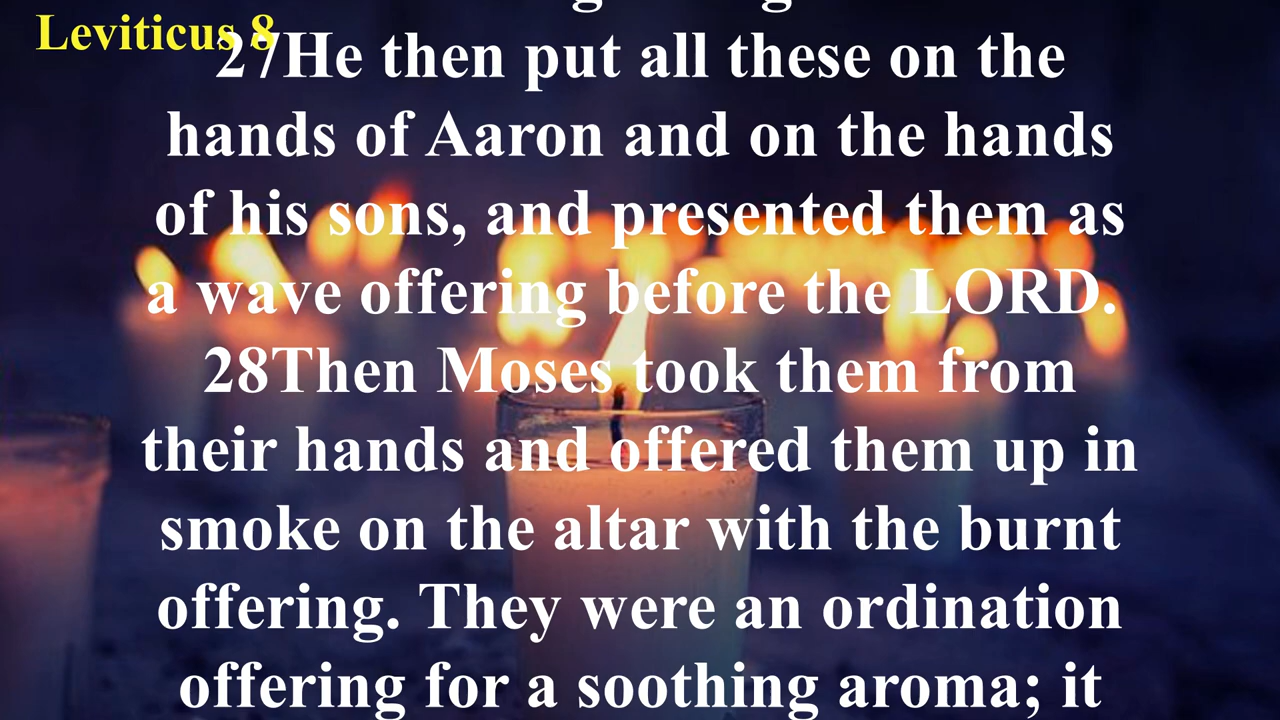 Leviticus 8
27He then put all these on the
hands of Aaron and on the hands
of his sons, and presented them as
a wave offering before the LORD.
28Then Moses took them from
their hands and offered them up in
smoke on the altar with the burnt
offering. They were an ordination
offering for a soothing aroma; it